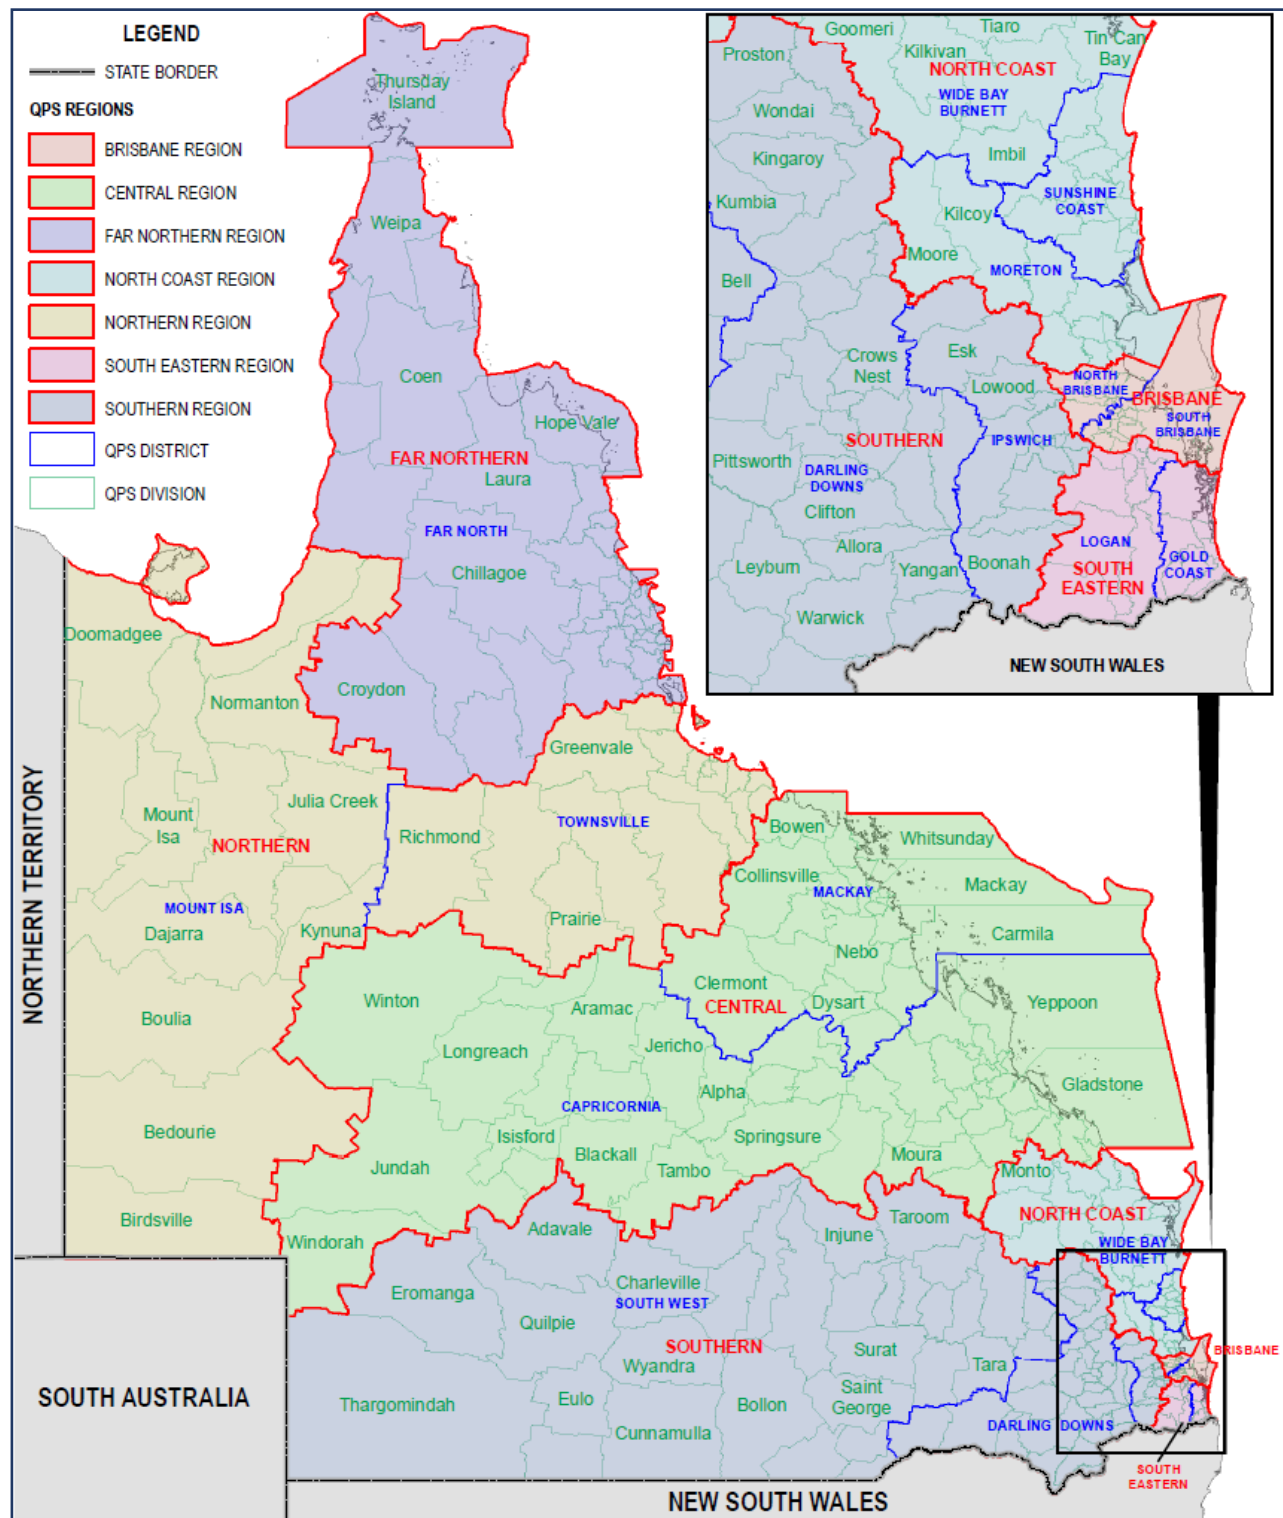 LEGEND
STATE BORDER
QPS REGIONS
BRISBANE REGION
CENTRAL REGION
FAR NORTHERN REGION
NORTH COAST REGION
NORTHERN REGION
SOUTH EASTERN REGION
SOUTHERN REGION
QPS DISTRICT
QPS DIVISION
Thursday
Island
Weipa
Coen
Hope Vale
FAR NORTHERN
Laura
FAR NORTH
Chillagoe
Doomadgee
Croydon
Normanton
Greenvale
Julia Creek
Mount
Isa
NORTHERN
Richmond
TOWNSVILLE
Bowen
Whitsunday
Collinsville
MACKAY
Mackay
MOUNT ISA
Dajarra
Kynuna
Prairie
Carmila
Nebo
Clermont
CENTRAL
Dysart
Winton
Aramac
Yeppoon
Boulia
Longreach
Jericho
Alpha
Gladstone
CAPRICORNIA
Bedourie
Isisford
Springsure
Blackall
Moura
Jundah
Tambo
Monto
Birdsville
Windorah
Adavale
Injune
Taroom
NORTH COAST
WIDE BAY
BURNETT
Eromanga
Charleville
SOUTH WEST
Quilpie
SOUTHERN
Wyandra
Surat
Tara
BRISBANE
Thargomindah
Eulo
Bollon
Saint
George
Cunnamulla
DARLING DOWNS
SOUTH
EASTERN
NORTHERN TERRITORY
SOUTH AUSTRALIA
NEW SOUTH WALES
Goomeri
Tiaro
Proston
Kilkivan
Tin Can
Bay
NORTH COAST
WIDE BAY
BURNETT
Wondai
Kingaroy
Imbil
Kumbia
SUNSHINE
COAST
Kilcoy
Moore
MORETON
Bell
Esk
Crows
Nest
Lowood
NORTH
BRISBANE
BRISBANE
SOUTH
BRISBANE
SOUTHERN
IPSWICH
Pittsworth
DARLING
DOWNS
Clifton
Allora
LOGAN
GOLD
COAST
SOUTH
EASTERN
Leyburn
Yangan
Boonah
Warwick
NEW SOUTH WALES